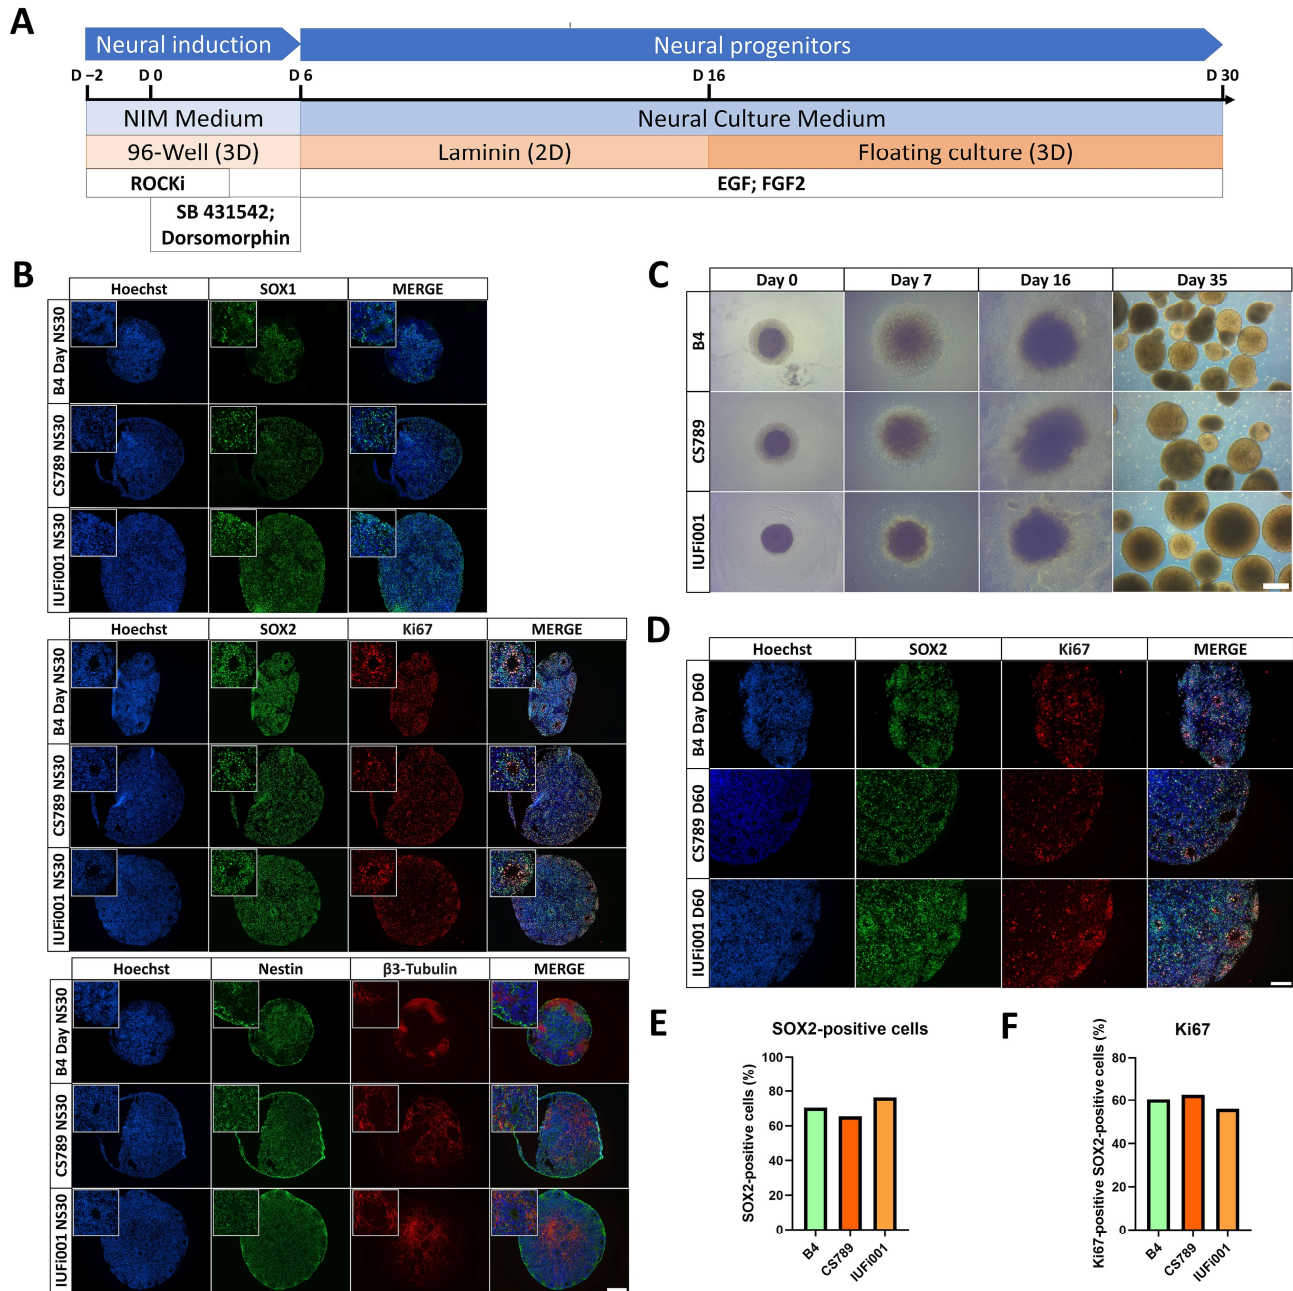 A
Neural induction
Neural progenitors
D –2
D 0
D 6
D 16
D 30
NIM Medium
Neural Culture Medium
96-Well (3D)
Laminin (2D)
Floating culture (3D)
ROCKi
EGF; FGF2
SB 431542;
Dorsomorphin
B
Hoechst
SOX1
MERGE
B4 Day NS30
CS789 NS30
IUFi001 NS30
Hoechst
SOX2
Ki67
MERGE
B4 Day NS30
CS789 NS30
IUFi001 NS30
Hoechst
Nestin
β3-Tubulin
MERGE
B4 Day NS30
CS789 NS30
IUFi001 NS30
C
Day 0
Day 7
Day 16
Day 35
B4
CS789
IUFi001
D
Hoechst
SOX2
Ki67
MERGE
B4 Day D60
CS789 D60
IUFi001 D60
E
SOX2-positive cells
SOX2-positive cells (%)
100
80
60
40
20
0
B4
CS789
IUFi001
F
Ki67
Ki67-positive SOX2-positive cells (%)
80
60
40
20
0
B4
CS789
IUFi001